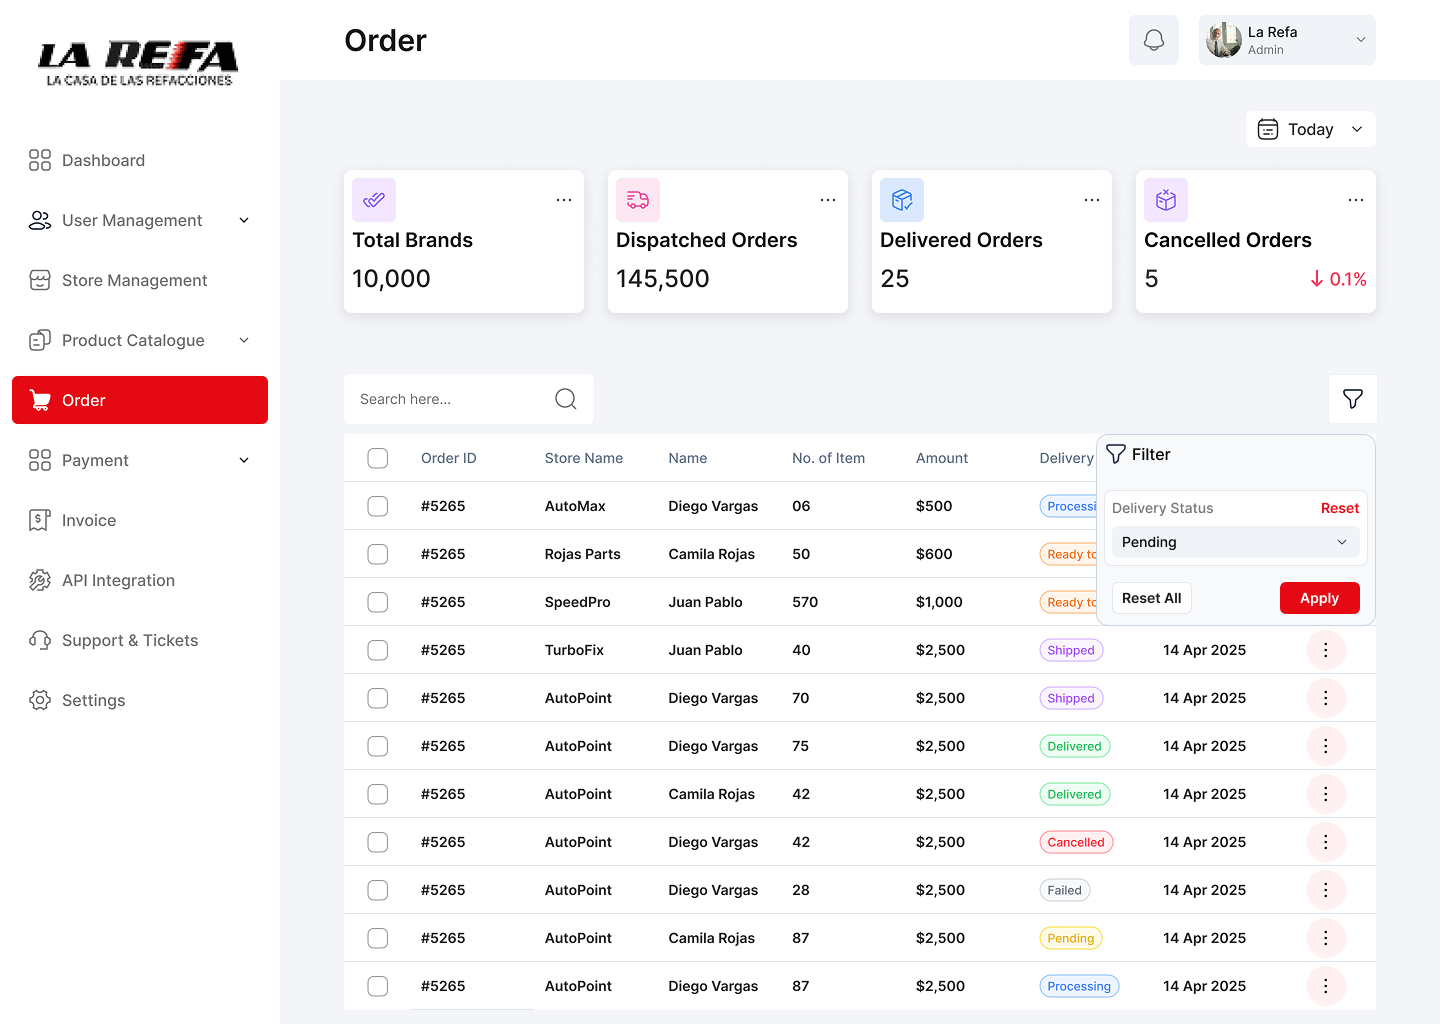 LA REFA
LA CASA DE LAS REFACCIONES
Order
La Refa
Admin
Dashboard
User Management
Store Management
Product Catalogue
Order
Payment
Invoice
API Integration
Support & Tickets
Settings
Today
Total Brands
10,000
Dispatched Orders
145,500
Delivered Orders
25
Cancelled Orders
5
0.1%
Search here...
Order ID Store Name Name No. of Item Amount Delivery
#5265 AutoMax Diego Vargas 06 $500 Processi
#5265 Rojas Parts Camila Rojas 50 $600 Ready to
#5265 SpeedPro Juan Pablo 570 $1,000 Ready to
#5265 TurboFix Juan Pablo 40 $2,500 Shipped 14 Apr 2025
#5265 AutoPoint Diego Vargas 70 $2,500 Shipped 14 Apr 2025
#5265 AutoPoint Diego Vargas 75 $2,500 Delivered 14 Apr 2025
#5265 AutoPoint Camila Rojas 42 $2,500 Delivered 14 Apr 2025
#5265 AutoPoint Diego Vargas 42 $2,500 Cancelled 14 Apr 2025
#5265 AutoPoint Diego Vargas 28 $2,500 Failed 14 Apr 2025
#5265 AutoPoint Camila Rojas 87 $2,500 Pending 14 Apr 2025
#5265 AutoPoint Diego Vargas 87 $2,500 Processing 14 Apr 2025
Filter
Delivery Status Reset
Pending
Reset All Apply